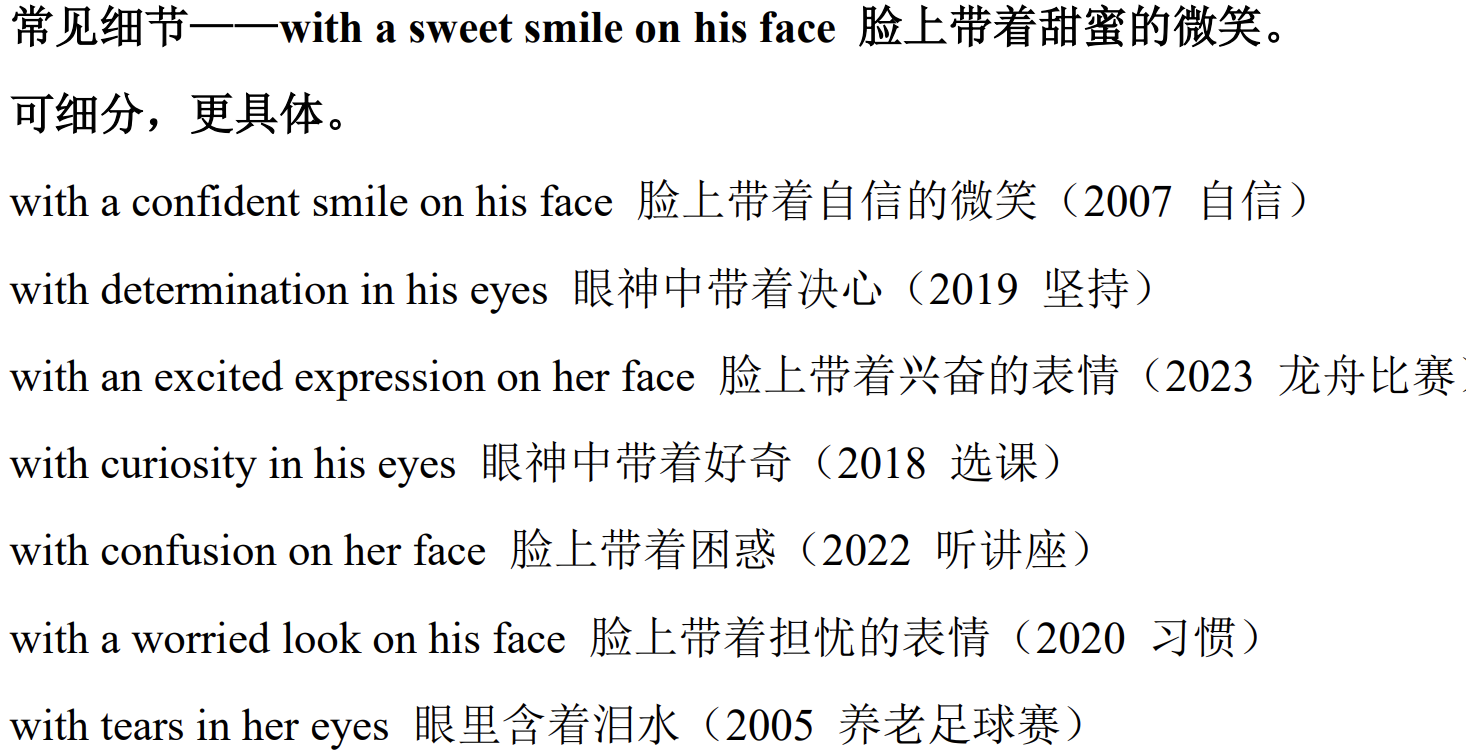 常见细节——with a sweet smile on his face 脸上带着甜蜜的微笑。
可细分，更具体。
with a confident smile on his face 脸上带着自信的微笑（2007 自信）
with determination in his eyes 眼神中带着决心（2019 坚持）
with an excited expression on her face 脸上带着兴奋的表情（2023 龙舟比赛）
with curiosity in his eyes 眼神中带着好奇（2018 选课）
with confusion on her face 脸上带着困惑（2022 听讲座）
with a worried look on his face 脸上带着担忧的表情（2020 习惯）
with tears in her eyes 眼里含着泪水（2005 养老足球赛）